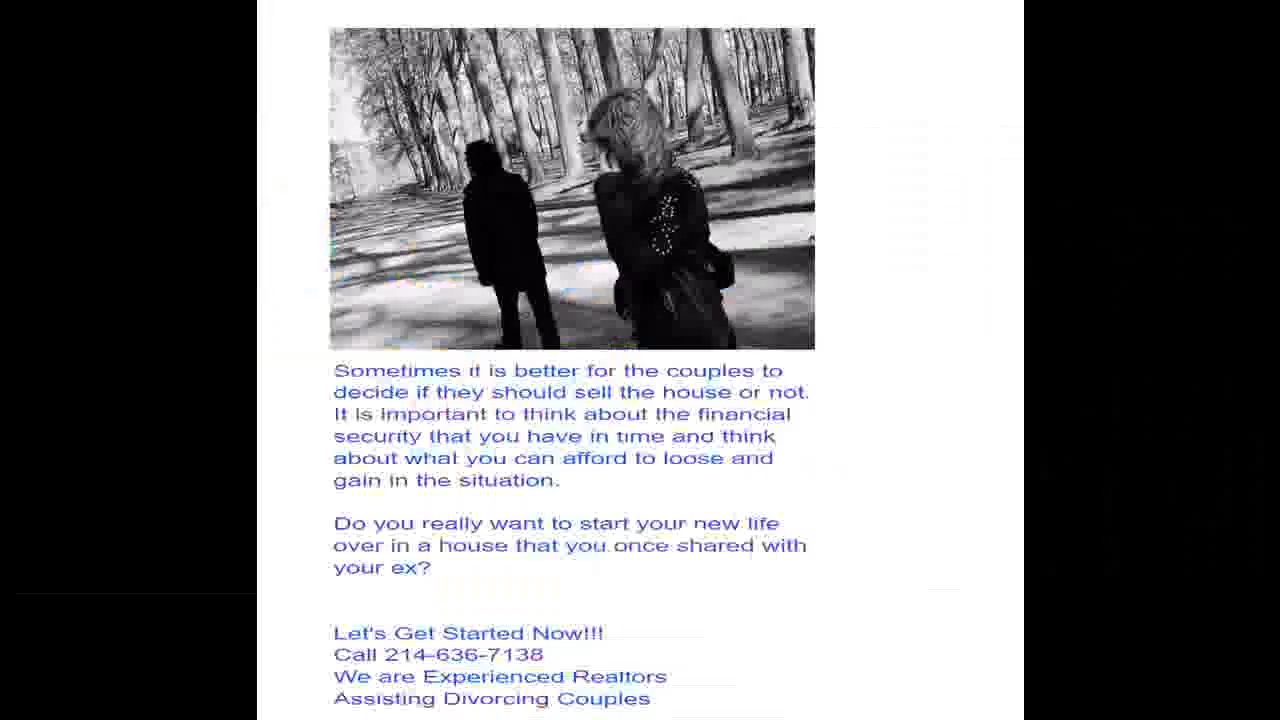 Sometimes it is better for the couples to
decide if they should sell the house or not.
It is important to think about the financial
security that you have in time and think
about what you can afford to loose and
gain in the situation.
Do you really want to start your new life
over in a house that you once shared with
your ex?
Let's Get Started Now!!!
Call 214-636-7138
We are Experienced Realtors
Assisting Divorcing Couples